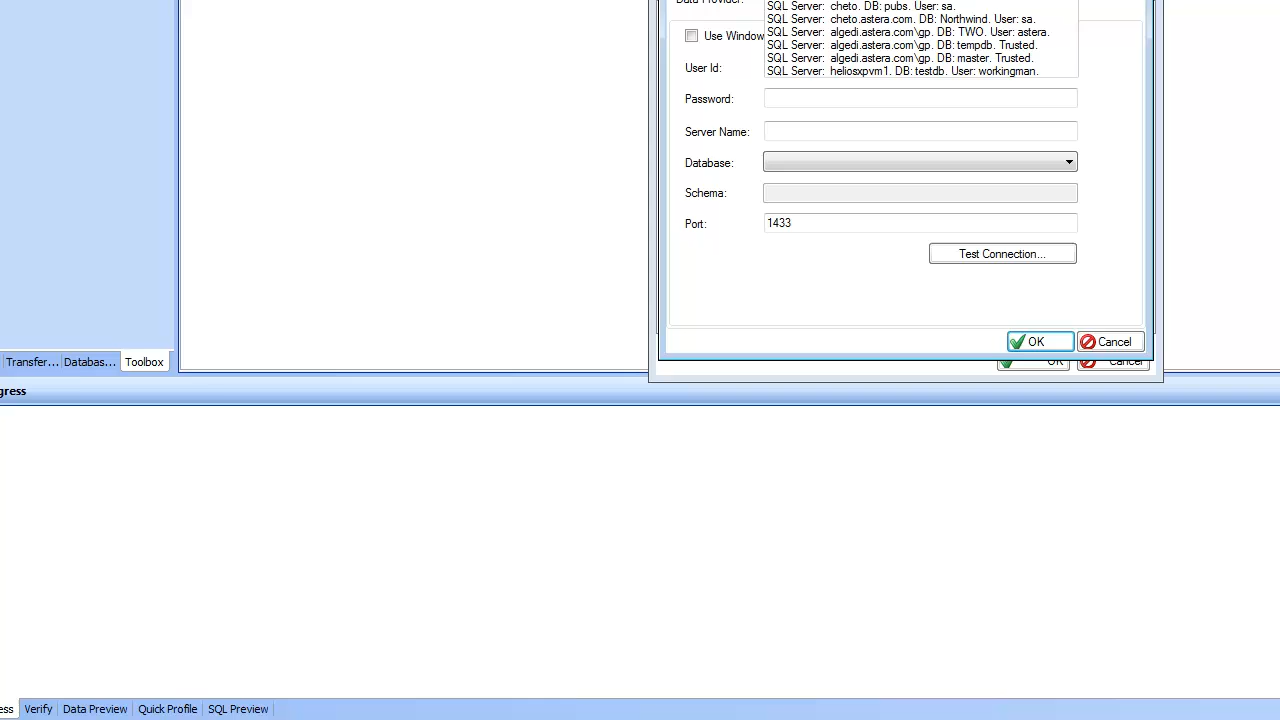 Data Provider:
SQL Server: cheto. DB: pubs. User: sa.
SQL Server: cheto.astera.com. DB: Northwind. User: sa.
SQL Server: algedi.astera.com\gp. DB: TWO. User: astera.
SQL Server: algedi.astera.com\gp. DB: tempdb. Trusted.
SQL Server: algedi.astera.com\gp. DB: master. Trusted.
SQL Server: heliosxpvm1. DB: testdb. User: workingman.
Use Window
User Id:
Password:
Server Name:
Database:
Schema:
Port: 1433
Test Connection...
OK Cancel
OK Cancel
Transfer... Databas... Toolbox
gress
ess Verify Data Preview Quick Profile SQL Preview